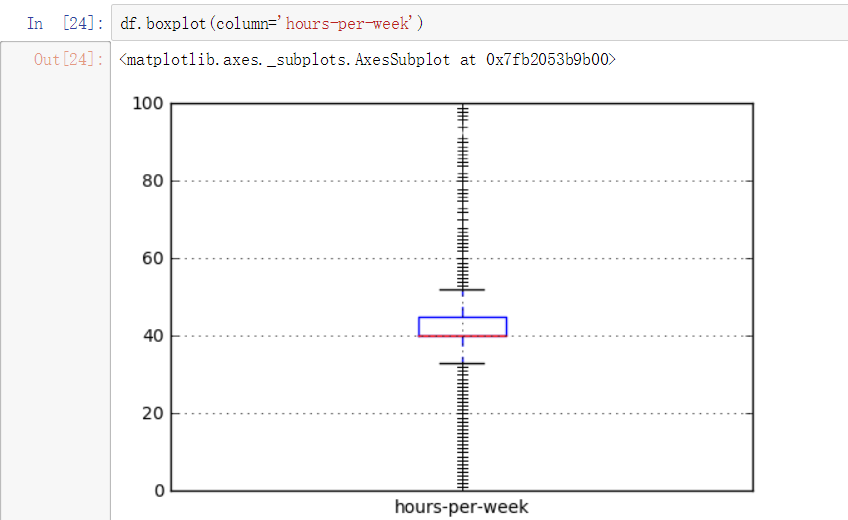 In [24]: df.boxplot(column='hours-per-week')
Out[24]: <matplotlib.axes._subplots.AxesSubplot at 0x7fb2053b9b00>
100
80
60
40
20
0
hours-per-week